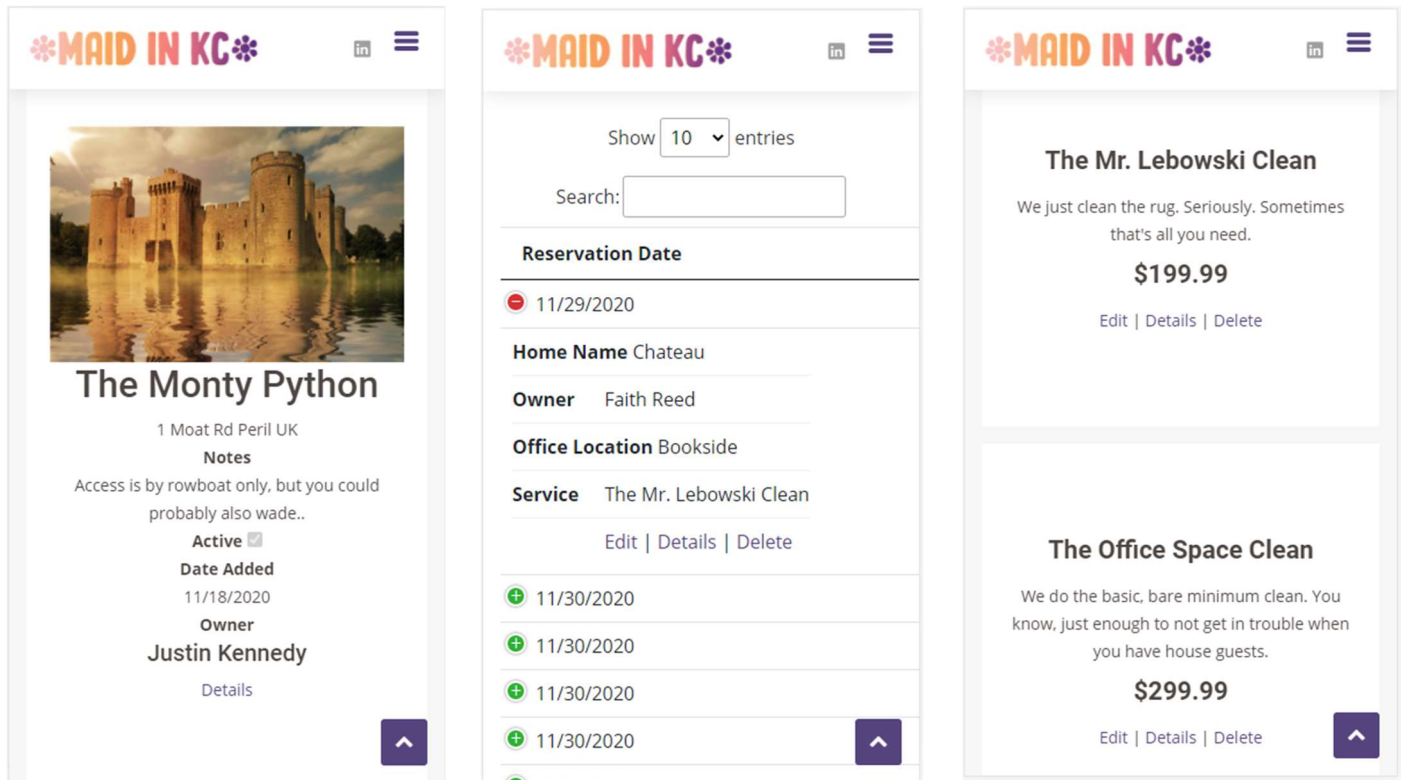 MAID IN KC
in
The Monty Python
1 Moat Rd Peril UK
Notes
Access is by rowboat only, but you could
probably also wade..
Active
Date Added
11/18/2020
Owner
Justin Kennedy
Details
MAID IN KC
in
Show 10 entries
Search:
Reservation Date
11/29/2020
Home Name Chateau
Owner Faith Reed
Office Location Bookside
Service The Mr. Lebowski Clean
Edit | Details | Delete
11/30/2020
11/30/2020
11/30/2020
11/30/2020
MAID IN KC
in
The Mr. Lebowski Clean
We just clean the rug. Seriously. Sometimes
that's all you need.
$199.99
Edit | Details | Delete
The Office Space Clean
We do the basic, bare minimum clean. You
know, just enough to not get in trouble when
you have house guests.
$299.99
Edit | Details | Delete